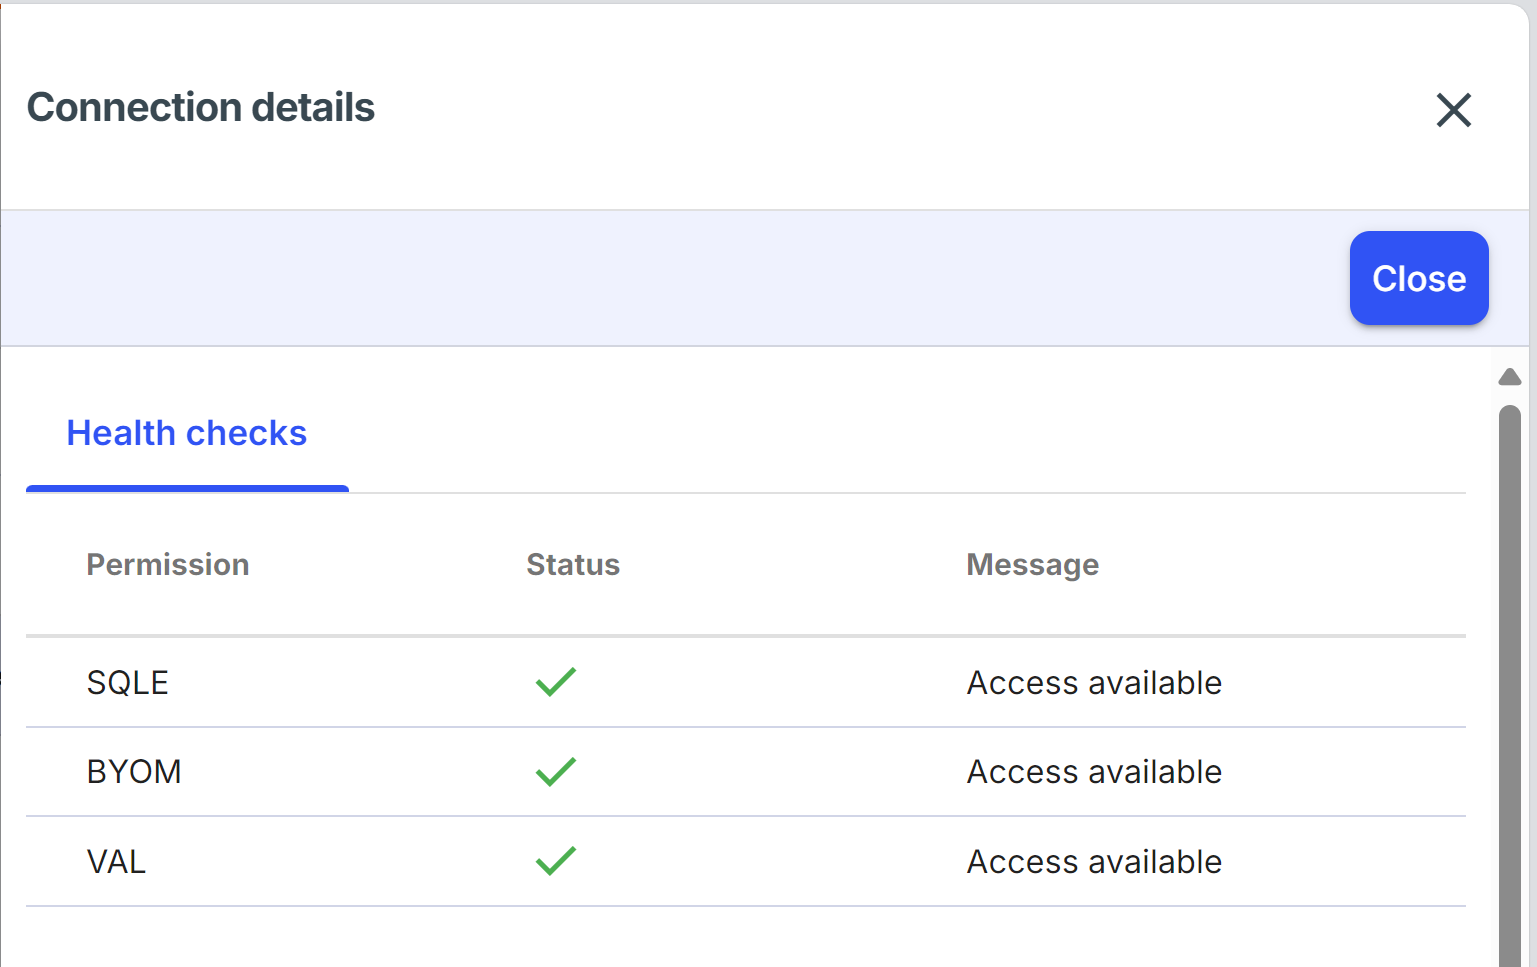 Connection details
Close
Health checks
Permission Status Message
SQLE Access available
BYOM Access available
VAL Access available